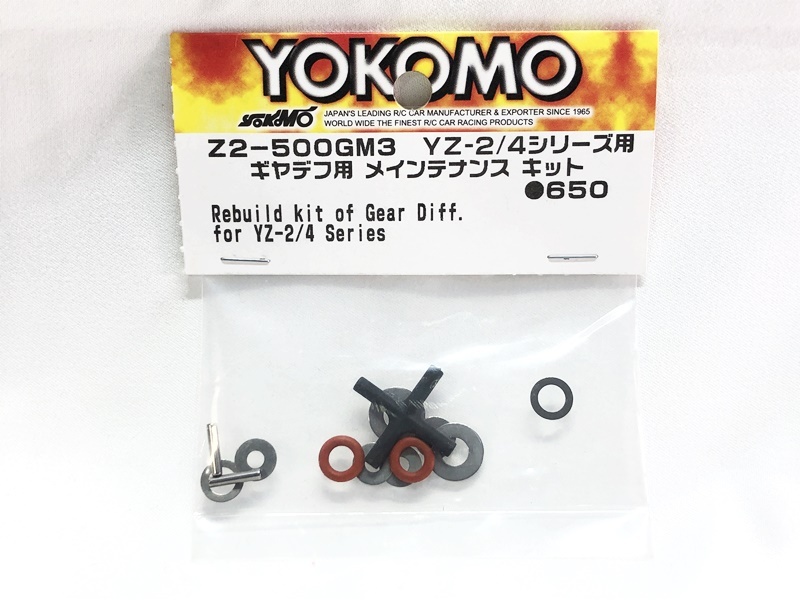 YOKOMO
YOKOMO JAPAN'S LEADING R/C CAR MANUFACTURER & EXPORTER SINCE 1965
WORLD WIDE THE FINEST R/C CAR RACING PRODUCTS
Z2-500GM3 YZ-2/4シリーズ用
ギヤデフ用 メインテナンス キット
●650
Rebuild kit of Gear Diff.
for YZ-2/4 Series